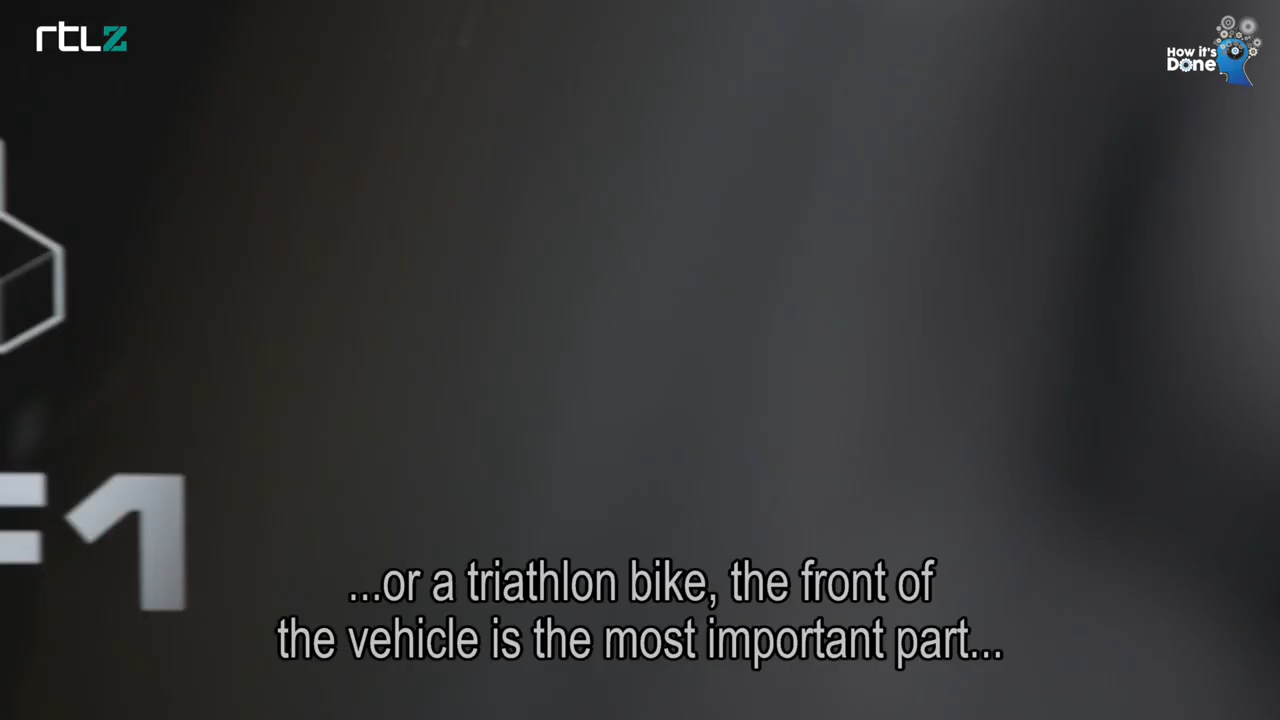 rtlz
How it's
Done
F1
...or a triathlon bike, the front of
the vehicle is the most important part...